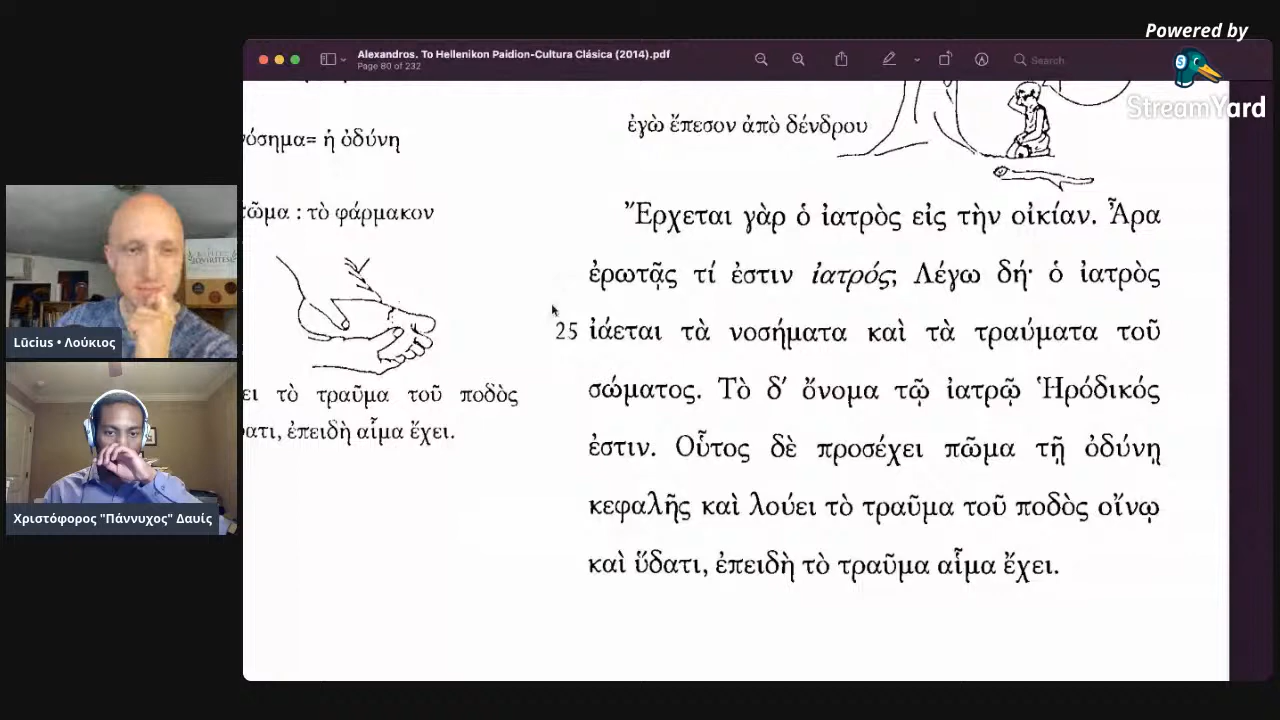 Powered by
StreamYard
Alexandros. To Hellenikon Paidion-Cultura Clásica (2014).pdf
Page 80 of 232
Search
όσημα= ἡ ὀδύνη
τῶμα : τὸ φάρμακον
ει τὸ τραῦμα τοῦ ποδὸς
ατι, ἐπειδὴ αἷμα ἔχει.
ἐγὼ ἔπεσον ἀπὸ δένδρου
Ἔρχεται γὰρ ὁ ἰατρὸς εἰς τὴν οἰκίαν. Ἆρα
ἐρωτᾷς τί ἐστιν ἰατρός; Λέγω δή· ὁ ἰατρὸς
25 ἰάεται τὰ νοσήματα καὶ τὰ τραύματα τοῦ
σώματος. Τὸ δ' ὄνομα τῷ ἰατρῷ Ἡρόδικός
ἐστιν. Οὗτος δὲ προσέχει πῶμα τῇ ὀδύνῃ
κεφαλῆς καὶ λούει τὸ τραῦμα τοῦ ποδὸς οἴνῳ
καὶ ὕδατι, ἐπειδὴ τὸ τραῦμα αἷμα ἔχει.
Lūcius • Λούκιος
Χριστόφορος "Πάννυχος" Δαυίς